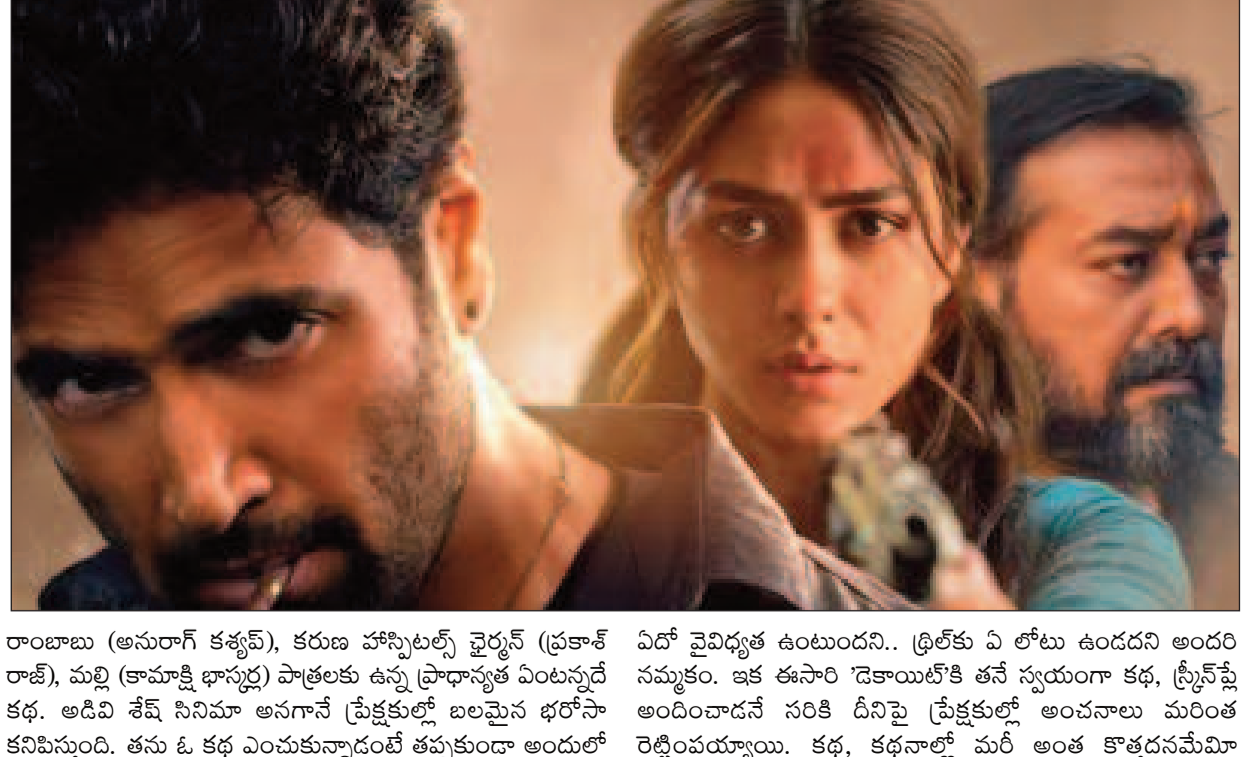 రాంబాబు (అనురాగ్ కశ్యప్), కరుణ హాస్పిటల్స్ ఛైర్మన్ (ప్రకాశ్
రాజ్), మల్లి (కామాక్షి భాస్కర్ల) పాత్రలకు ఉన్న ప్రాధాన్యత ఏంటన్నదే
కథ. అడివి శేష్ సినిమా అనగానే ప్రేక్షకుల్లో బలమైన భరోసా
కనిపిస్తుంది. తను ఓ కథ ఎంచుకున్నాడంటే తప్పకుండా అందులో
ఏదో వైవిధ్యత ఉంటుందని.. థ్రిల్‌కు ఏ లోటు ఉండదని అందరి
నమ్మకం. ఇక ఈసారి 'డెకాయిట్'కి తనే స్వయంగా కథ, స్క్రీన్‌ప్లే
అందించాడనే సరికి దీనిపై ప్రేక్షకుల్లో అంచనాలు మరింత
రెట్టింపయ్యాయి. కథ, కథనాల్లో మరీ అంత కొత్తదనమేమీ